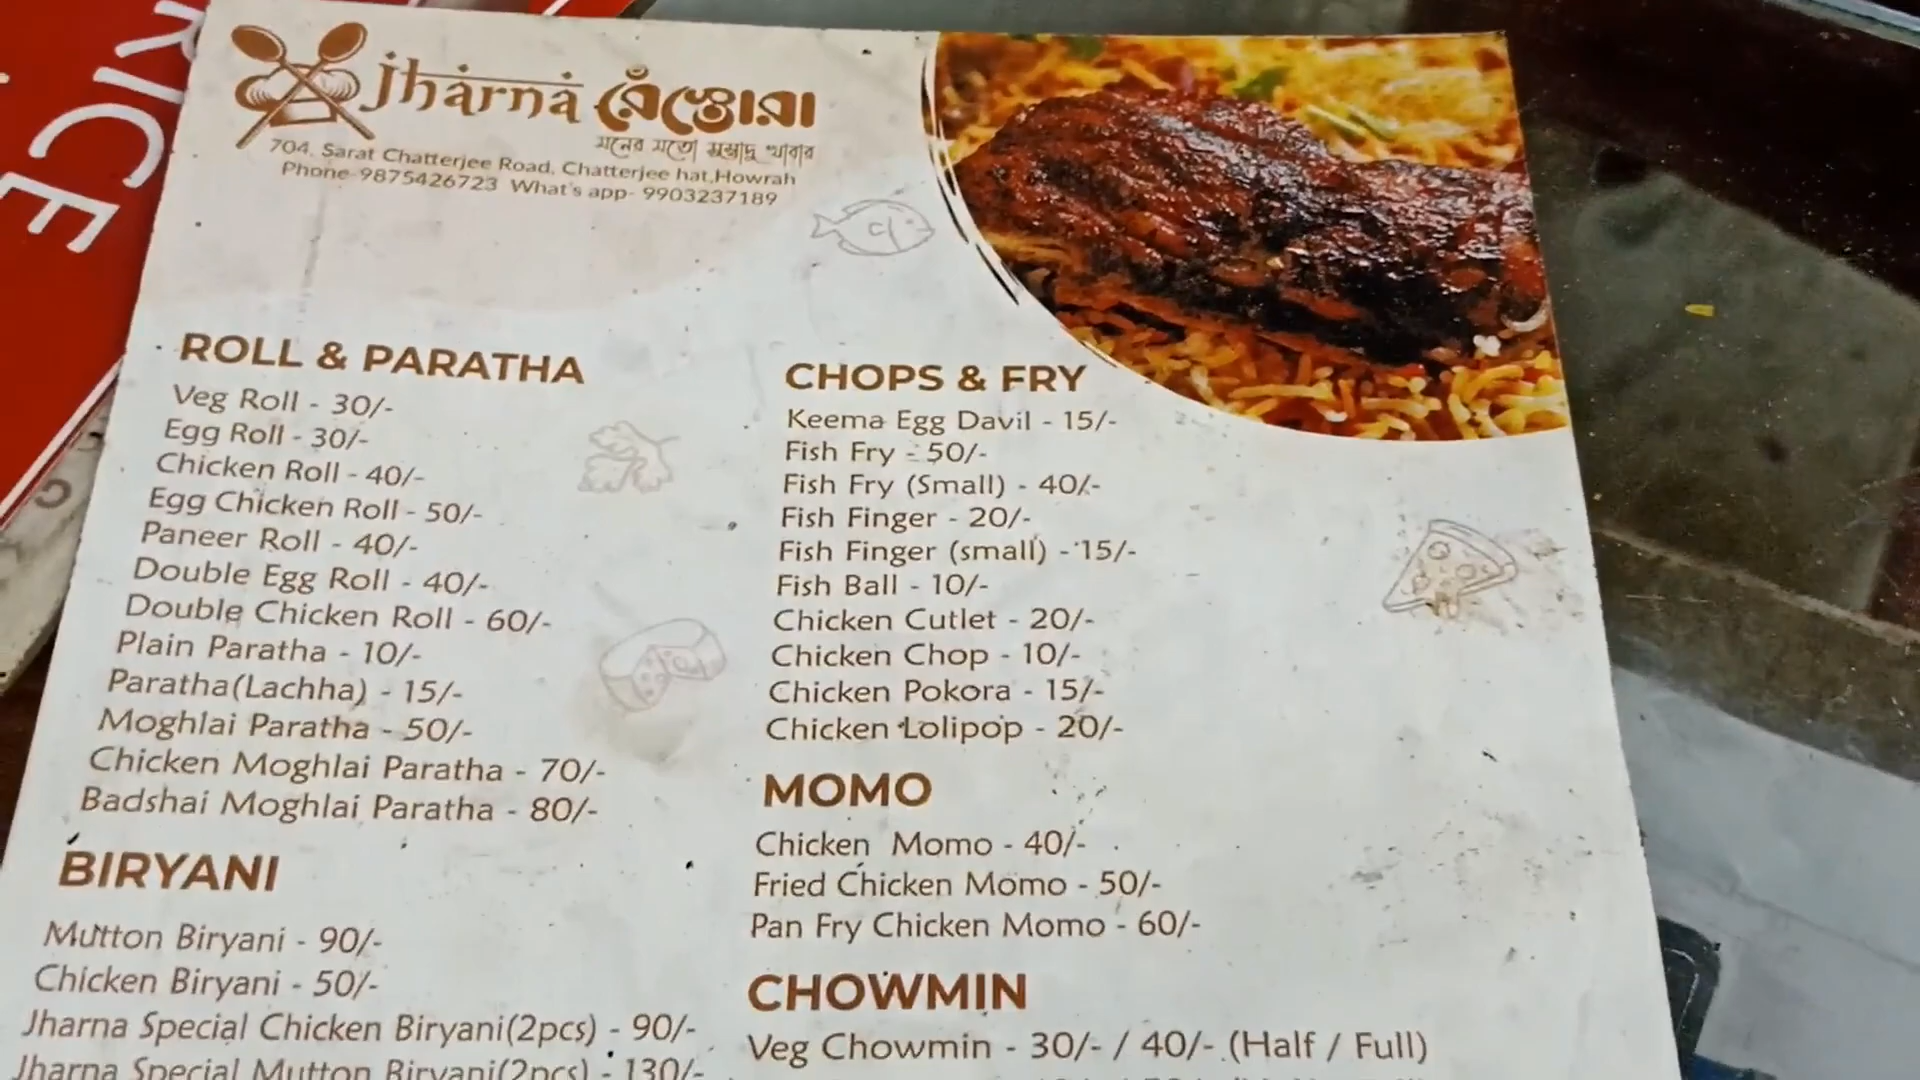 RICE
jharna রেঁস্তোরা
মনের মতো সুস্বাদু খাবার
704, Sarat Chatterjee Road, Chatterjee hat,Howrah
Phone-9875426723 What's app- 9903237189
ROLL & PARATHA
Veg Roll - 30/-
Egg Roll - 30/-
Chicken Roll - 40/-
Egg Chicken Roll - 50/-
Paneer Roll - 40/-
Double Egg Roll - 40/-
Double Chicken Roll - 60/-
Plain Paratha - 10/-
Paratha(Lachha) - 15/-
Moghlai Paratha - 50/-
Chicken Moghlai Paratha - 70/-
Badshai Moghlai Paratha - 80/-
BIRYANI
Mutton Biryani - 90/-
Chicken Biryani - 50/-
Jharna Special Chicken Biryani(2pcs) - 90/-
Jharna Special Mutton Biryani(2pcs) - 130/-
CHOPS & FRY
Keema Egg Davil - 15/-
Fish Fry - 50/-
Fish Fry (Small) - 40/-
Fish Finger - 20/-
Fish Finger (small) - 15/-
Fish Ball - 10/-
Chicken Cutlet - 20/-
Chicken Chop - 10/-
Chicken Pokora - 15/-
Chicken Lolipop - 20/-
MOMO
Chicken Momo - 40/-
Fried Chicken Momo - 50/-
Pan Fry Chicken Momo - 60/-
CHOWMIN
Veg Chowmin - 30/- / 40/- (Half / Full)